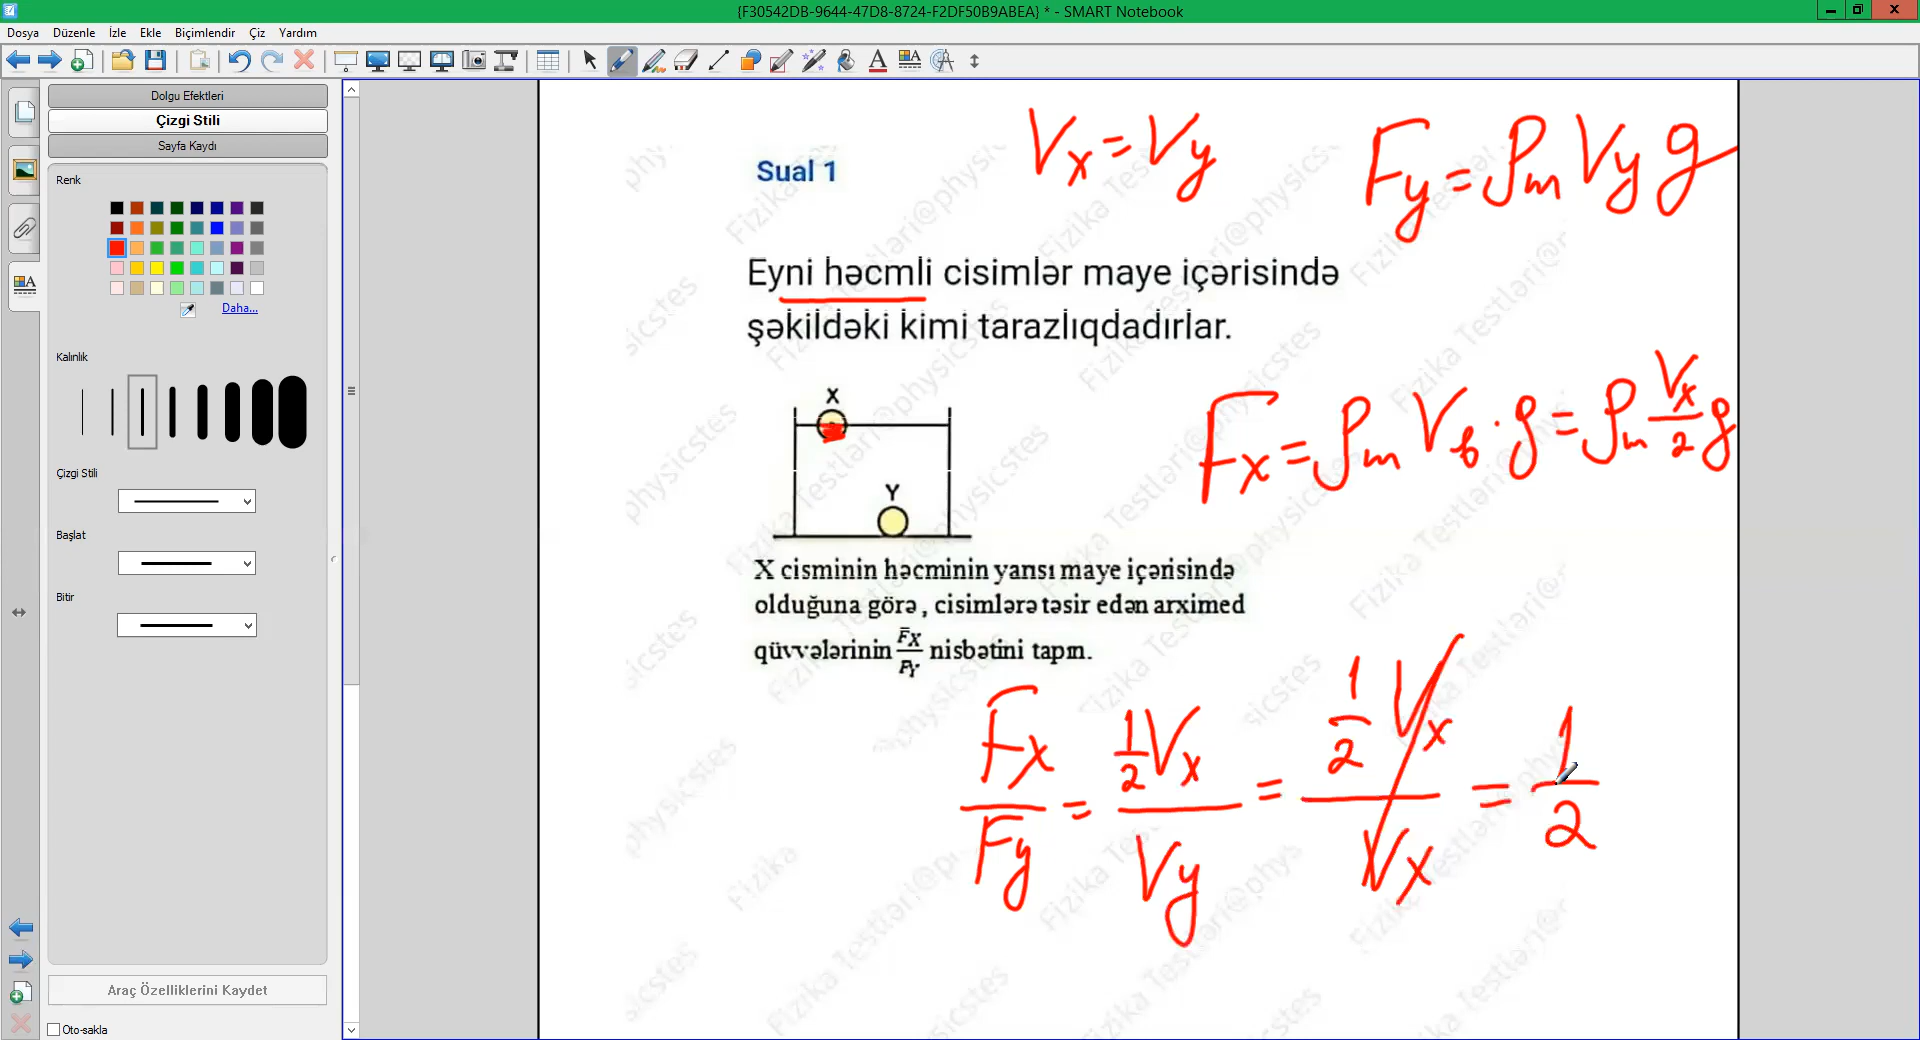 {F30542DB-9644-47D8-8724-F2DF50B9ABEA} * - SMART Notebook
Dosya Düzenle İzle Ekle Biçimlendir Çiz Yardım
Dolgu Efektleri
Çizgi Stili
Sayfa Kaydı
Renk
Daha...
Kalınlık
Çizgi Stili
Başlat
Bitir
Araç Özelliklerini Kaydet
Oto-sakla
Sual 1
Vx = Vy
Fy = ρm Vy g
Eyni həcmli cisimlər maye içərisində
şəkildəki kimi tarazlıqdadırlar.
Fx = ρm Vb · g = ρm Vx/2 g
X
Y
X cisminin həcminin yarısı maye içərisində
olduğuna görə , cisimlərə təsir edən arximed
qüvvələrinin FX/FY nisbətini tapın.
Fx/Fy = 1/2 Vx / Vy = 1/2 Vx / Vx = 1/2